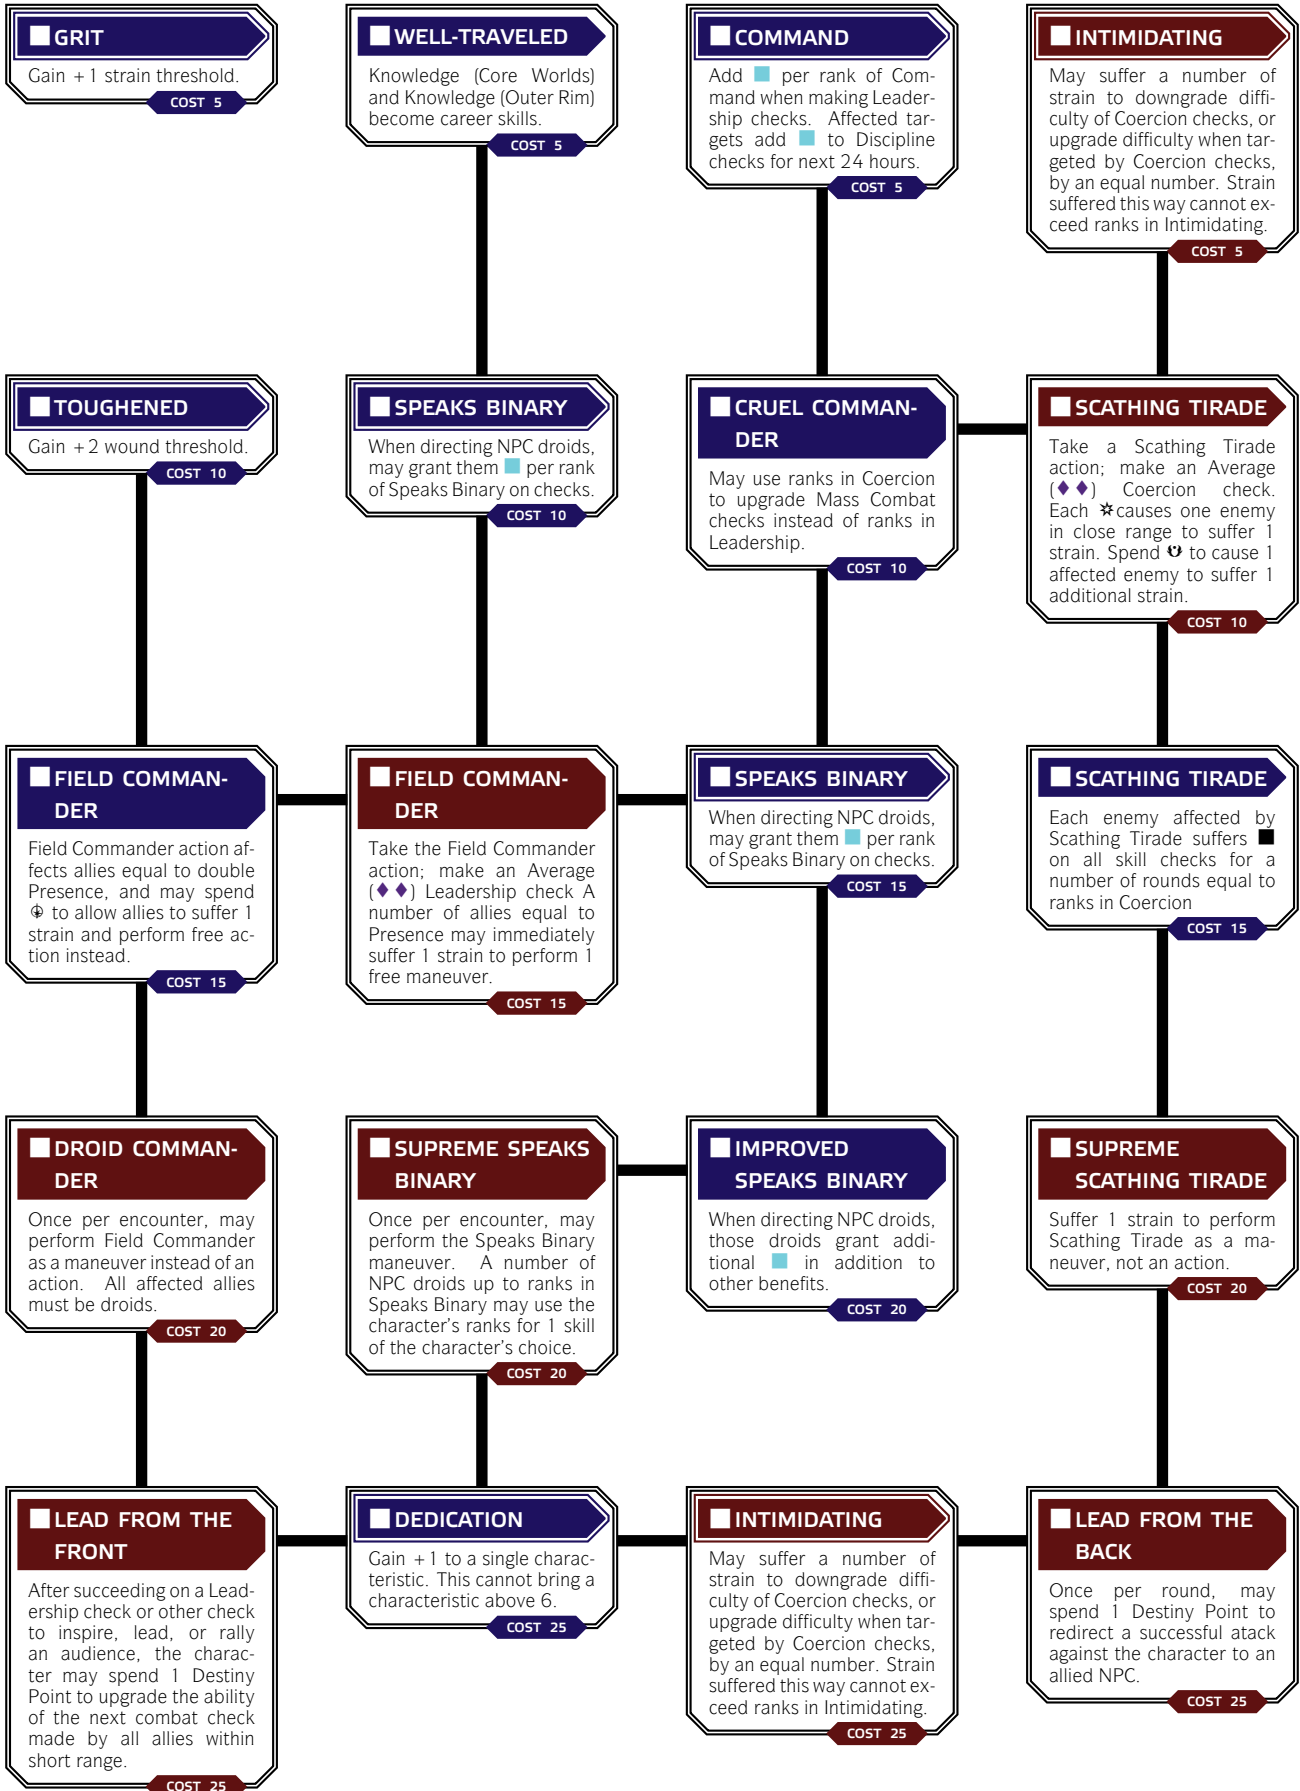 GRIT
Gain +1 strain threshold.
COST 5
WELL-TRAVELED
Knowledge (Core Worlds)
and Knowledge (Outer Rim)
become career skills.
COST 5
COMMAND
Add per rank of Com-
mand when making Leader-
ship checks. Affected tar-
gets add to Discipline
checks for next 24 hours.
COST 5
INTIMIDATING
May suffer a number of
strain to downgrade diffi-
culty of Coercion checks, or
upgrade difficulty when tar-
geted by Coercion checks,
by an equal number. Strain
suffered this way cannot ex-
ceed ranks in Intimidating.
COST 5
TOUGHENED
Gain +2 wound threshold.
COST 10
SPEAKS BINARY
When directing NPC droids,
may grant them per rank
of Speaks Binary on checks.
COST 10
CRUEL COMMAN-
DER
May use ranks in Coercion
to upgrade Mass Combat
checks instead of ranks in
Leadership.
COST 10
SCATHING TIRADE
Take a Scathing Tirade
action; make an Average
(♦♦) Coercion check.
Each causes one enemy
in close range to suffer 1
strain. Spend to cause 1
affected enemy to suffer 1
additional strain.
COST 10
FIELD COMMAN-
DER
Field Commander action af-
fects allies equal to double
Presence, and may spend
to allow allies to suffer 1
strain and perform free ac-
tion instead.
COST 15
FIELD COMMAN-
DER
Take the Field Commander
action; make an Average
(♦♦) Leadership check A
number of allies equal to
Presence may immediately
suffer 1 strain to perform 1
free maneuver.
COST 15
SPEAKS BINARY
When directing NPC droids,
may grant them per rank
of Speaks Binary on checks.
COST 15
SCATHING TIRADE
Each enemy affected by
Scathing Tirade suffers
on all skill checks for a
number of rounds equal to
ranks in Coercion
COST 15
DROID COMMAN-
DER
Once per encounter, may
perform Field Commander
as a maneuver instead of an
action. All affected allies
must be droids.
COST 20
SUPREME SPEAKS
BINARY
Once per encounter, may
perform the Speaks Binary
maneuver. A number of
NPC droids up to ranks in
Speaks Binary may use the
character's ranks for 1 skill
of the character's choice.
COST 20
IMPROVED
SPEAKS BINARY
When directing NPC droids,
those droids grant addi-
tional in addition to
other benefits.
COST 20
SUPREME
SCATHING TIRADE
Suffer 1 strain to perform
Scathing Tirade as a ma-
neuver, not an action.
COST 20
LEAD FROM THE
FRONT
After succeeding on a Lead-
ership check or other check
to inspire, lead, or rally
an audience, the charac-
ter may spend 1 Destiny
Point to upgrade the ability
of the next combat check
made by all allies within
short range.
COST 25
DEDICATION
Gain +1 to a single charac-
teristic. This cannot bring a
characteristic above 6.
COST 25
INTIMIDATING
May suffer a number of
strain to downgrade diffi-
culty of Coercion checks, or
upgrade difficulty when tar-
geted by Coercion checks,
by an equal number. Strain
suffered this way cannot ex-
ceed ranks in Intimidating.
COST 25
LEAD FROM THE
BACK
Once per round, may
spend 1 Destiny Point to
redirect a successful atack
against the character to an
allied NPC.
COST 25